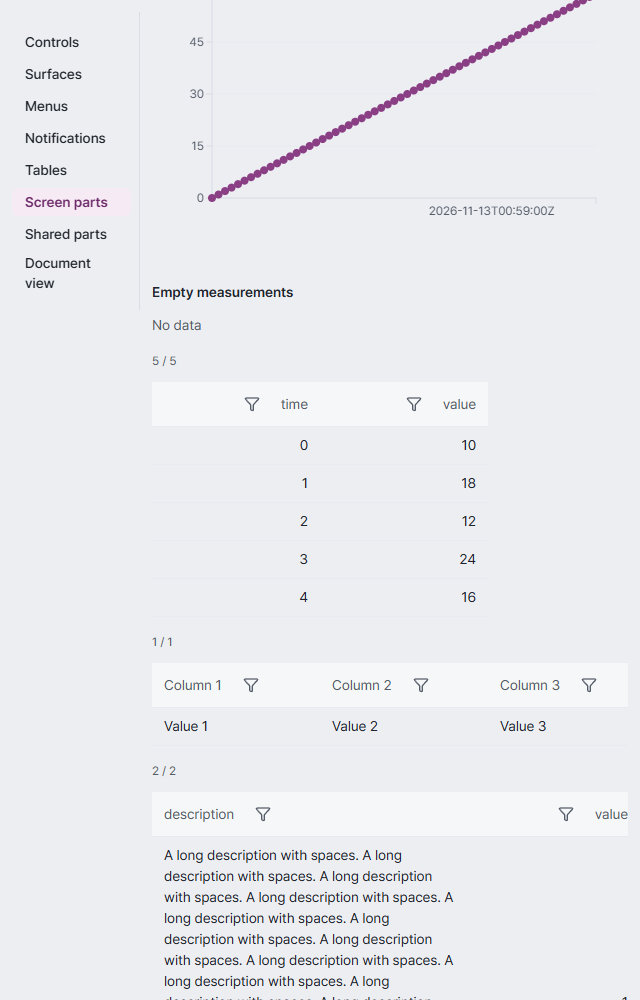 Controls
Surfaces
Menus
Notifications
Tables
Screen parts
Shared parts
Document
view
45
30
15
0
2026-11-13T00:59:00Z
Empty measurements
No data
5 / 5
time value
0 10
1 18
2 12
3 24
4 16
1 / 1
Column 1 Column 2 Column 3
Value 1 Value 2 Value 3
2 / 2
description value
A long description with spaces. A long
description with spaces. A long description
with spaces. A long description with spaces. A
long description with spaces. A long
description with spaces. A long description
with spaces. A long description with spaces. A
long description with spaces. A long